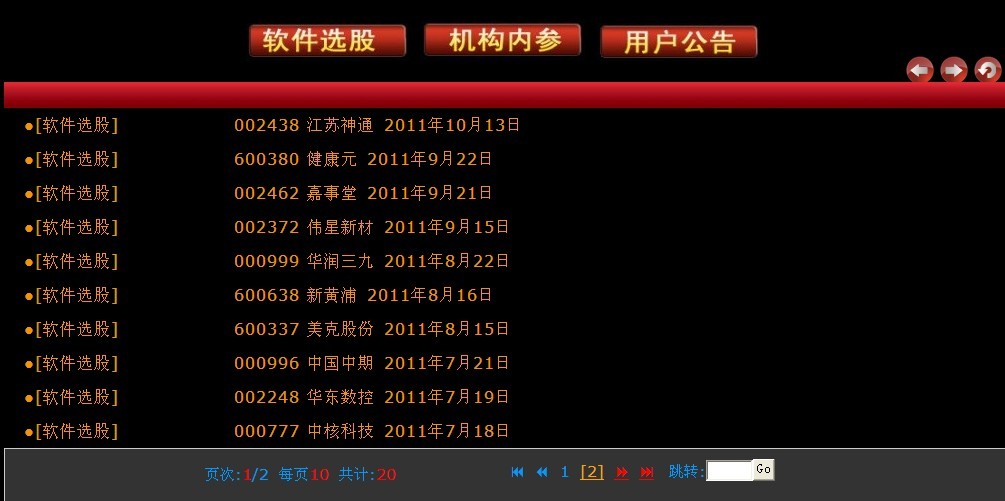 软件选股 机构内参 用户公告
●[软件选股] 002438 江苏神通 2011年10月13日
●[软件选股] 600380 健康元 2011年9月22日
●[软件选股] 002462 嘉事堂 2011年9月21日
●[软件选股] 002372 伟星新材 2011年9月15日
●[软件选股] 000999 华润三九 2011年8月22日
●[软件选股] 600638 新黄浦 2011年8月16日
●[软件选股] 600337 美克股份 2011年8月15日
●[软件选股] 000996 中国中期 2011年7月21日
●[软件选股] 002248 华东数控 2011年7月19日
●[软件选股] 000777 中核科技 2011年7月18日
页次:1/2 每页10 共计:20 1 [2] 跳转: Go